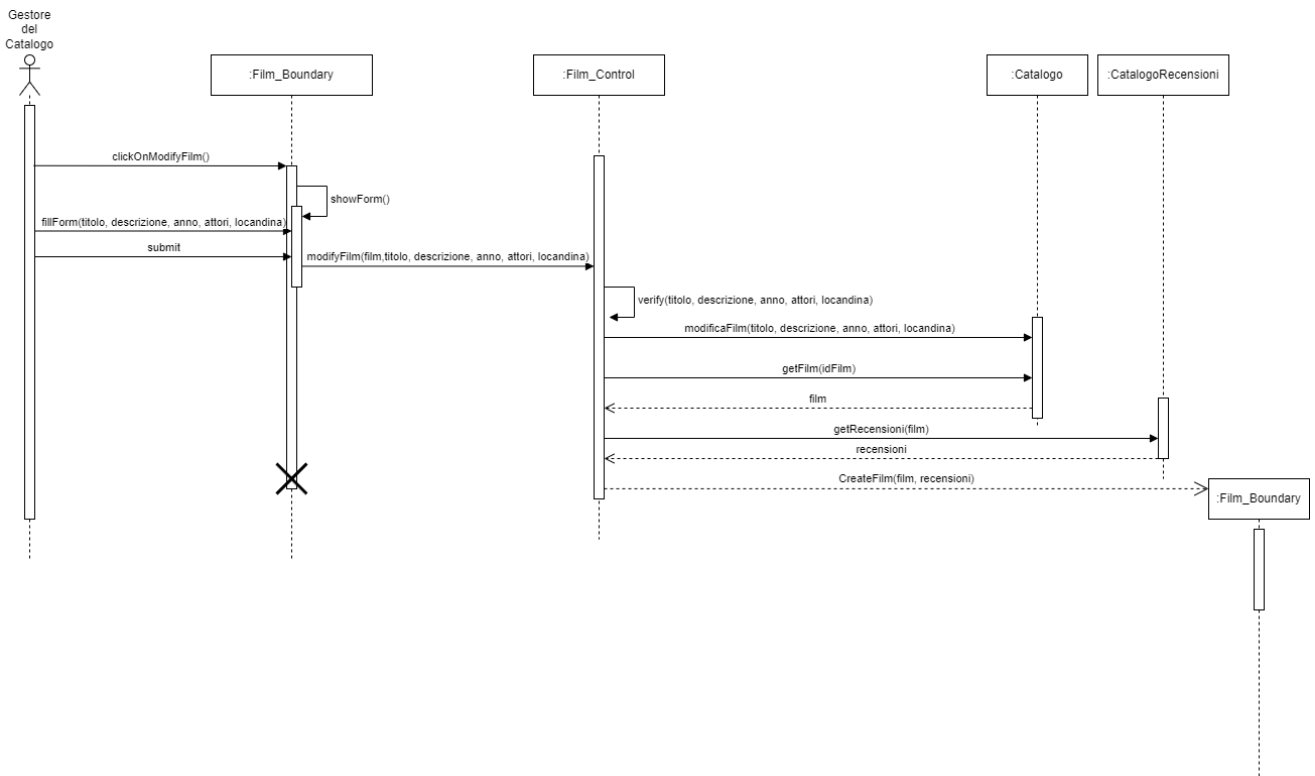 Gestore
del
Catalogo
:Film_Boundary
:Film_Control
:Catalogo
:CatalogoRecensioni
clickOnModifyFilm()
showForm()
fillForm(titolo, descrizione, anno, attori, locandina)
submit
modifyFilm(film,titolo, descrizione, anno, attori, locandina)
verify(titolo, descrizione, anno, attori, locandina)
modificaFilm(titolo, descrizione, anno, attori, locandina)
getFilm(idFilm)
film
getRecensioni(film)
recensioni
CreateFilm(film, recensioni)
:Film_Boundary